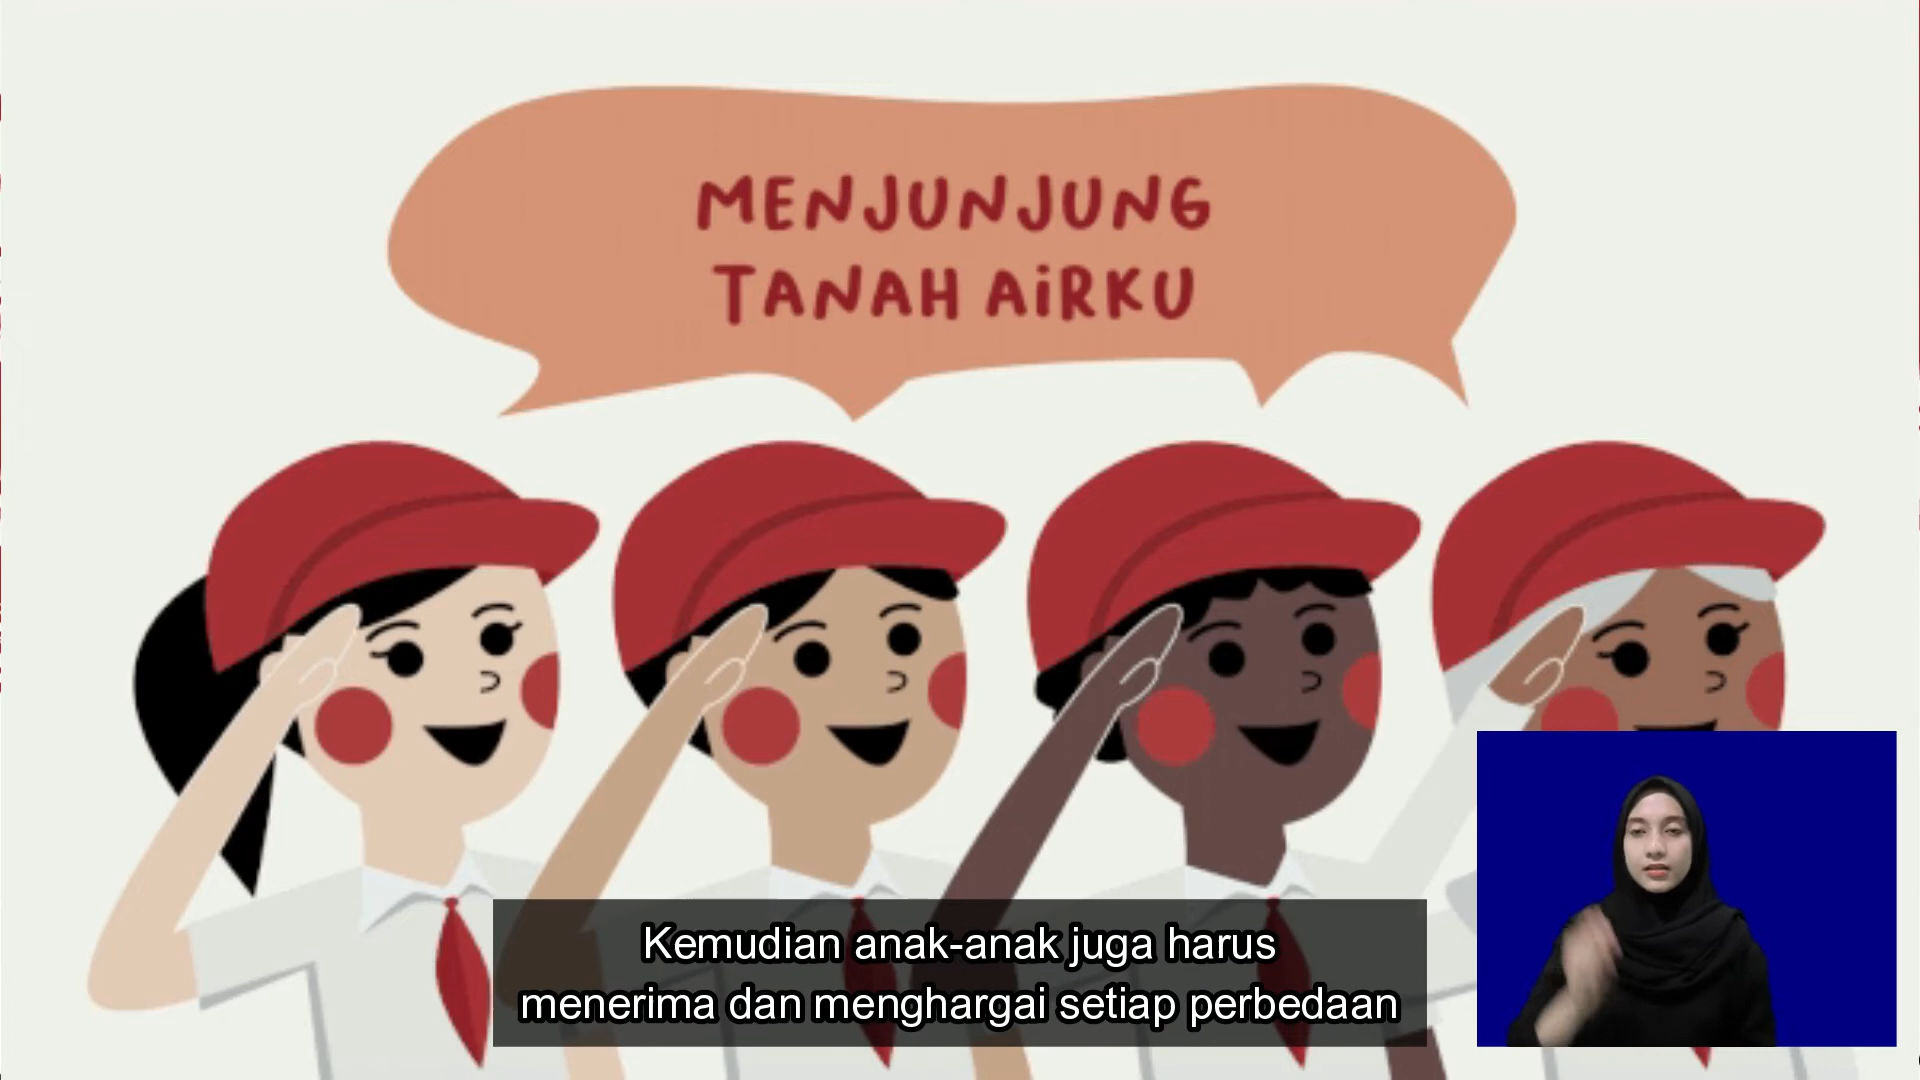 MENJUNJUNG
TANAH AiRKU
Kemudian anak-anak juga harus
menerima dan menghargai setiap perbedaan